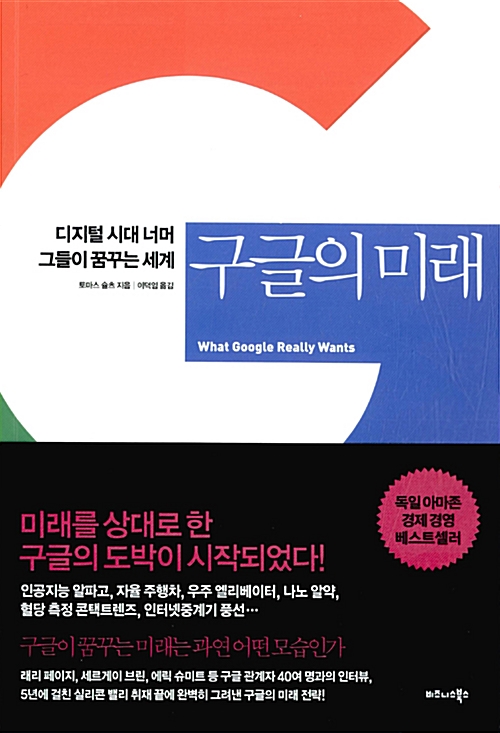 디지털 시대 너머
그들이 꿈꾸는 세계
토마스 슐츠 지음 | 이덕임 옮김
구글의 미래
What Google Really Wants
독일 아마존
경제 경영
베스트셀러
미래를 상대로 한
구글의 도박이 시작되었다!
인공지능 알파고, 자율 주행차, 우주 엘리베이터, 나노 알약,
혈당 측정 콘택트렌즈, 인터넷중계기 풍선…
구글이 꿈꾸는 미래는 과연 어떤 모습인가
래리 페이지, 세르게이 브린, 에릭 슈미트 등 구글 관계자 40여 명과의 인터뷰,
5년에 걸친 실리콘 밸리 취재 끝에 완벽히 그려낸 구글의 미래 전략!
비즈니스북스